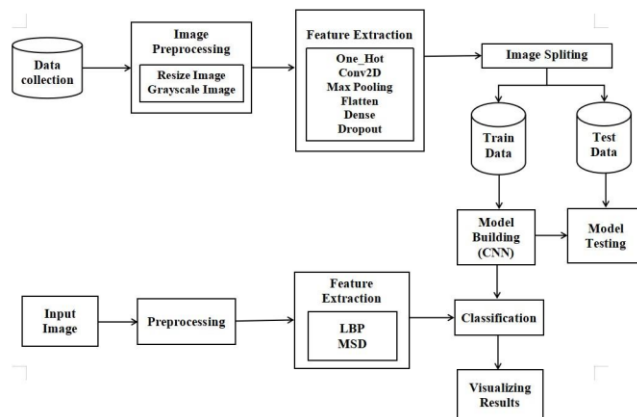 Data
collection
Image
Preprocessing
Resize Image
Grayscale Image
Feature Extraction
One_Hot
Conv2D
Max Pooling
Flatten
Dense
Dropout
Image Spliting
Train
Data
Test
Data
Model
Building
(CNN)
Model
Testing
Input
Image
Preprocessing
Feature
Extraction
LBP
MSD
Classification
Visualizing
Results